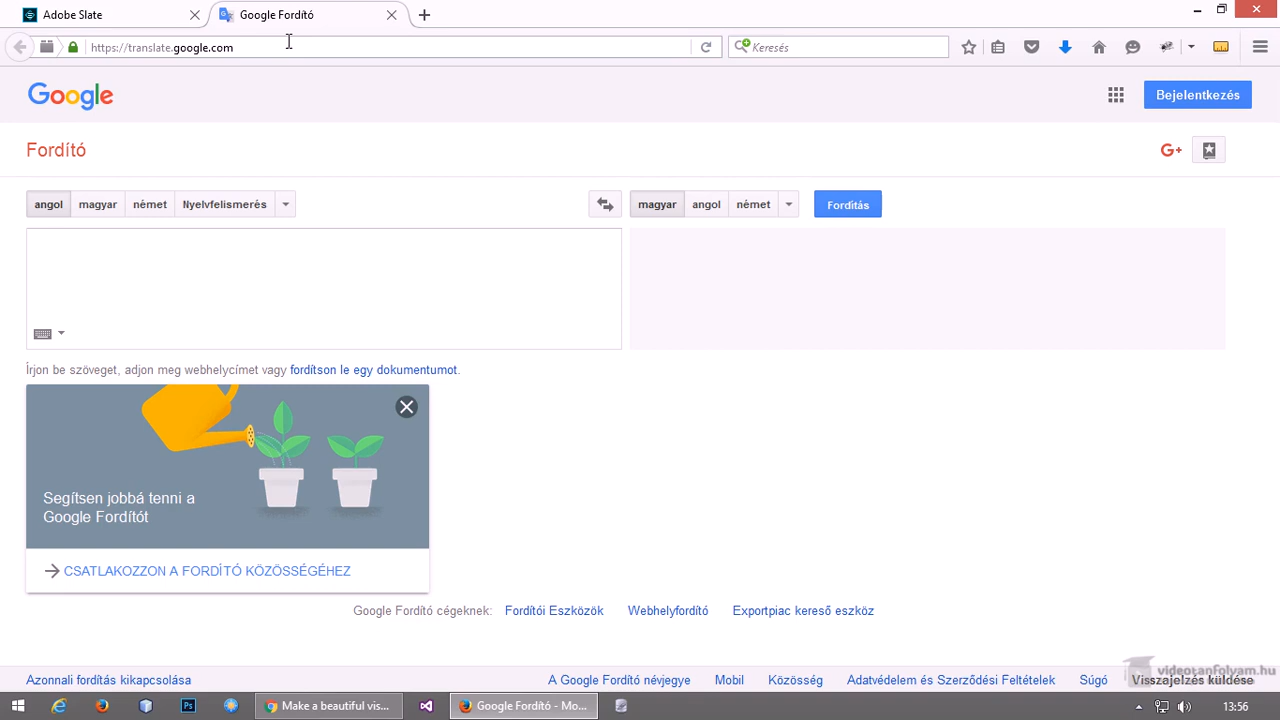 Adobe Slate
Google Fordító
https://translate.google.com
Keresés
Google
Bejelentkezés
Fordító
G+
angol magyar német Nyelvfelismerés
magyar angol német Fordítás
Írjon be szöveget, adjon meg webhelycímet vagy fordítson le egy dokumentumot.
Segítsen jobbá tenni a
Google Fordítót
CSATLAKOZZON A FORDÍTÓ KÖZÖSSÉGÉHEZ
Google Fordító cégeknek: Fordítói Eszközök Webhelyfordító Exportpiac kereső eszköz
videotanfolyam.hu
Azonnali fordítás kikapcsolása A Google Fordító névjegye Mobil Közösség Adatvédelem és Szerződési Feltételek Súgó Visszajelzés küldése
Ps Make a beautiful vis... Google Fordító - Mo... 13:56